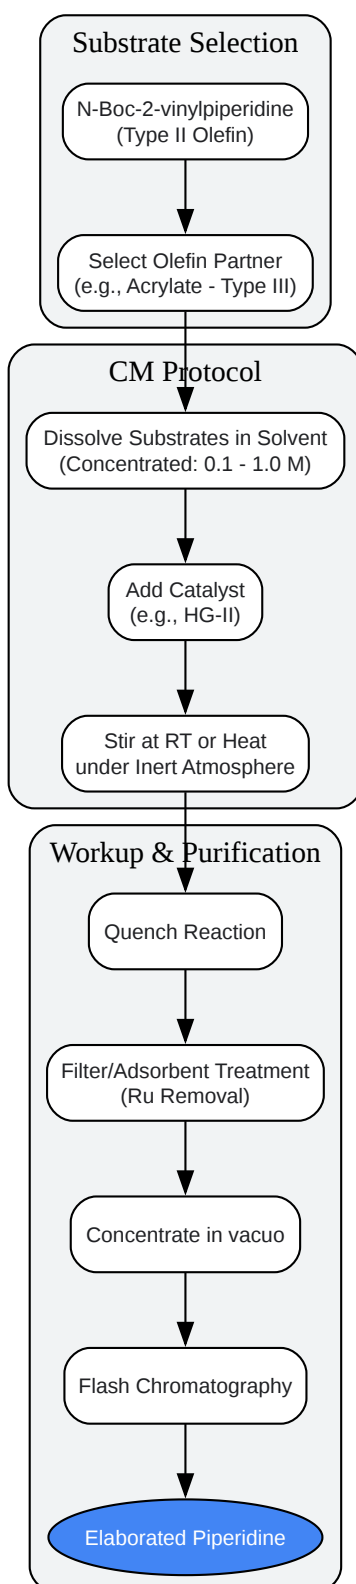 Substrate Selection
N-Boc-2-vinylpiperidine
(Type II Olefin)
Select Olefin Partner
(e.g., Acrylate - Type III)
CM Protocol
Dissolve Substrates in Solvent
(Concentrated: 0.1 - 1.0 M)
Add Catalyst
(e.g., HG-II)
Stir at RT or Heat
under Inert Atmosphere
Workup & Purification
Quench Reaction
Filter/Adsorbent Treatment
(Ru Removal)
Concentrate in vacuo
Flash Chromatography
Elaborated Piperidine